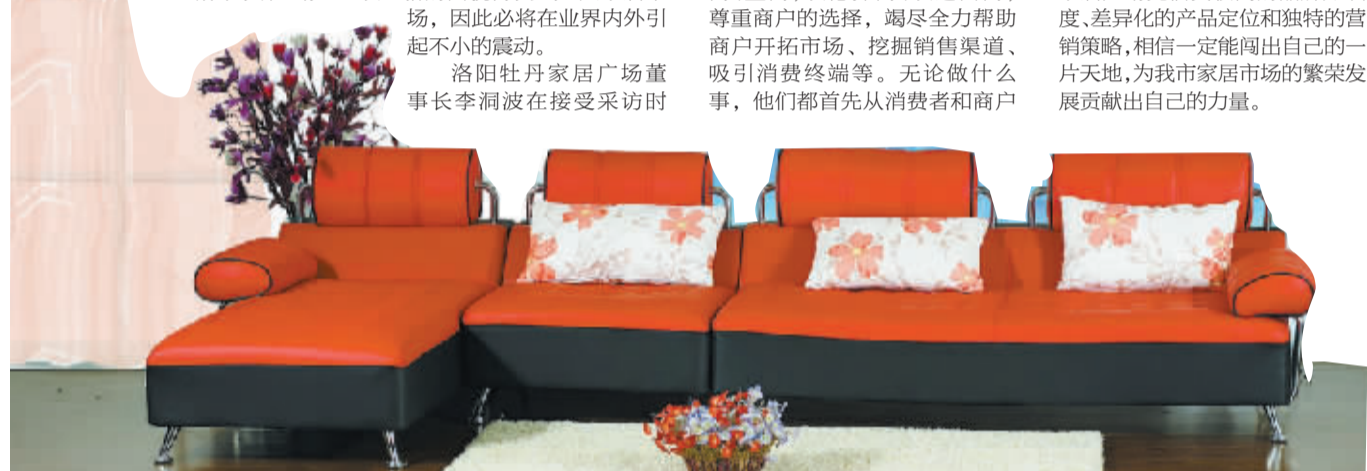 场，因此必将在业界内外引
起不小的震动。
洛阳牡丹家居广场董
事长李洞波在接受采访时
尊重商户的选择，竭尽全力帮助
商户开拓市场、挖掘销售渠道、
吸引消费终端等。无论做什么
事，他们都首先从消费者和商户
度、差异化的产品定位和独特的营
销策略，相信一定能闯出自己的一
片天地，为我市家居市场的繁荣发
展贡献出自己的力量。